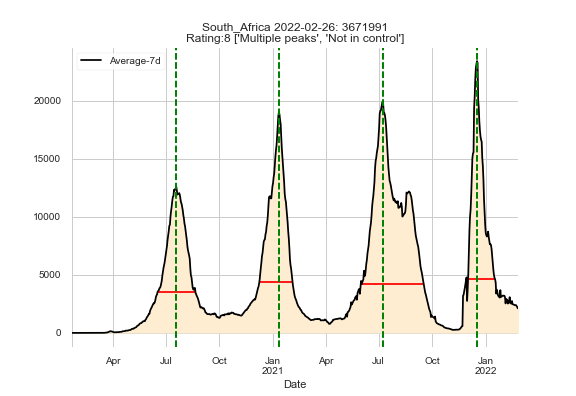 South_Africa 2022-02-26: 3671991
Rating:8 ['Multiple peaks', 'Not in control']
Average-7d
20000
15000
10000
5000
0
Apr Jul Oct Jan Apr Jul Oct Jan
2021 2022
Date